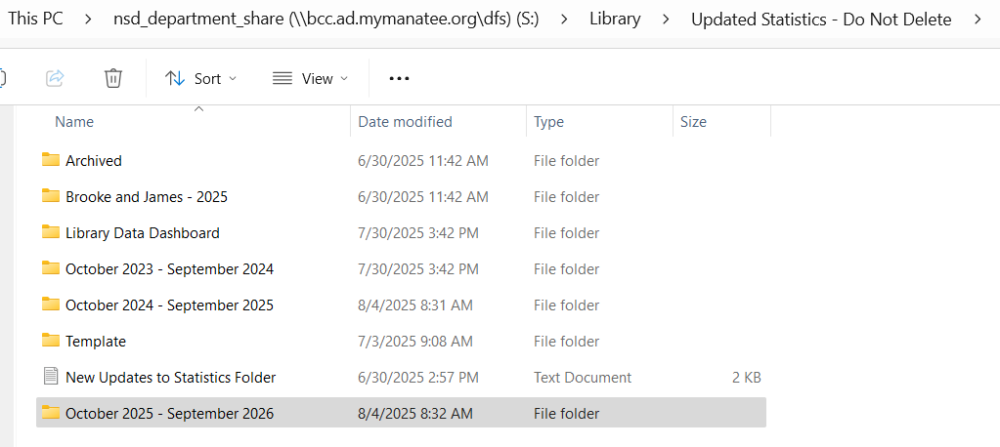 This PC > nsd_department_share (\\bcc.ad.mymanatee.org\dfs) (S:) > Library > Updated Statistics - Do Not Delete >
Sort View •••
Name Date modified Type Size
Archived 6/30/2025 11:42 AM File folder
Brooke and James - 2025 6/30/2025 11:42 AM File folder
Library Data Dashboard 7/30/2025 3:42 PM File folder
October 2023 - September 2024 7/30/2025 3:42 PM File folder
October 2024 - September 2025 8/4/2025 8:31 AM File folder
Template 7/3/2025 9:08 AM File folder
New Updates to Statistics Folder 6/30/2025 2:57 PM Text Document 2 KB
October 2025 - September 2026 8/4/2025 8:32 AM File folder